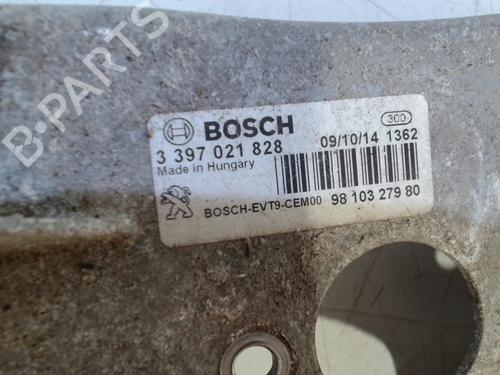 BOSCH
300
3 397 021 828
09/10/14 1362
Made in Hungary
BOSCH-EVT9-CEM00
98 103 279 80
B-Parts